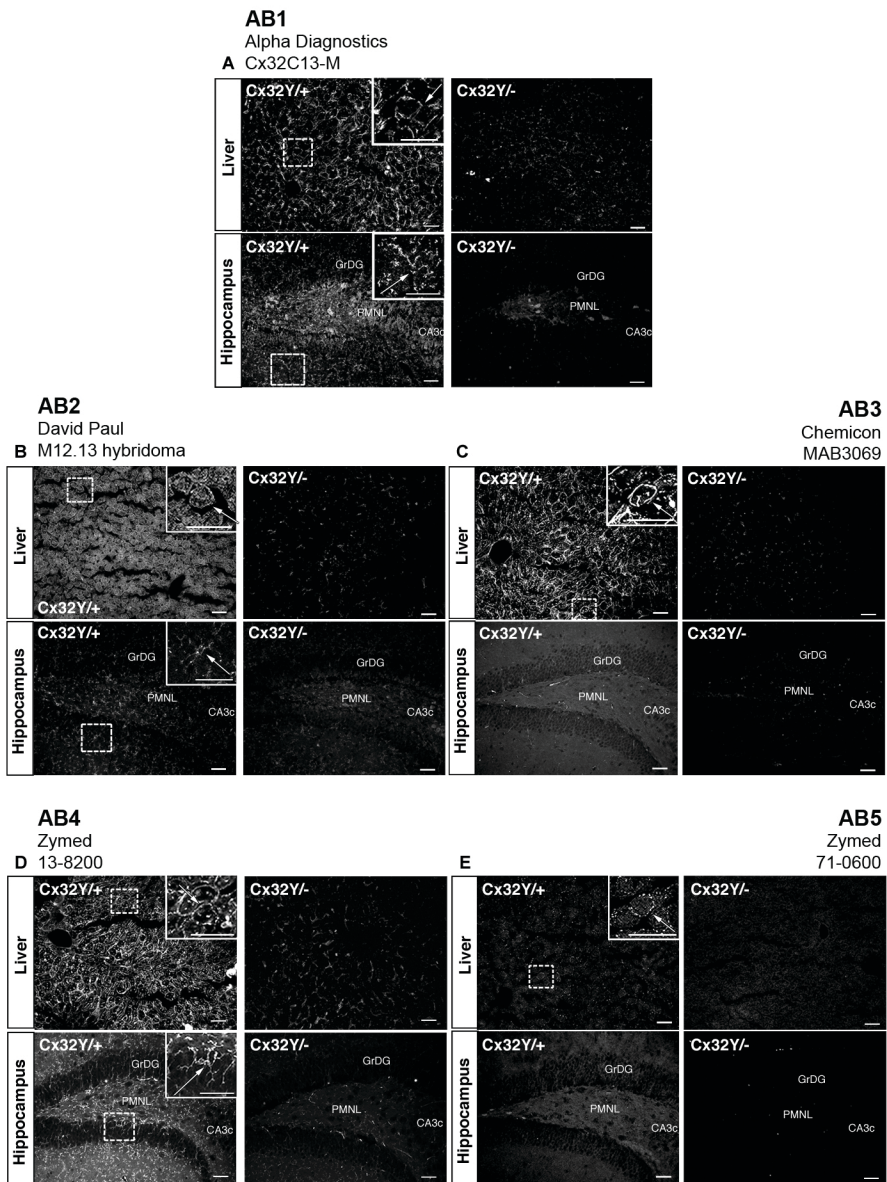 AB1
Alpha Diagnostics
A Cx32C13-M
Liver
Cx32Y/+
Cx32Y/-
Hippocampus
Cx32Y/+
GrDG
PMNL
CA3c
Cx32Y/-
GrDG
PMNL
CA3c
AB2
David Paul
B M12.13 hybridoma
Liver
Cx32Y/+
Cx32Y/-
Hippocampus
Cx32Y/+
GrDG
PMNL
CA3c
Cx32Y/-
GrDG
PMNL
CA3c
AB3
Chemicon
C MAB3069
Liver
Cx32Y/+
Cx32Y/-
Hippocampus
Cx32Y/+
GrDG
PMNL
CA3c
Cx32Y/-
GrDG
PMNL
CA3c
AB4
Zymed
D 13-8200
Liver
Cx32Y/+
Cx32Y/-
Hippocampus
Cx32Y/+
GrDG
PMNL
CA3c
Cx32Y/-
GrDG
PMNL
CA3c
AB5
Zymed
E 71-0600
Liver
Cx32Y/+
Cx32Y/-
Hippocampus
Cx32Y/+
GrDG
PMNL
CA3c
Cx32Y/-
GrDG
PMNL
CA3c